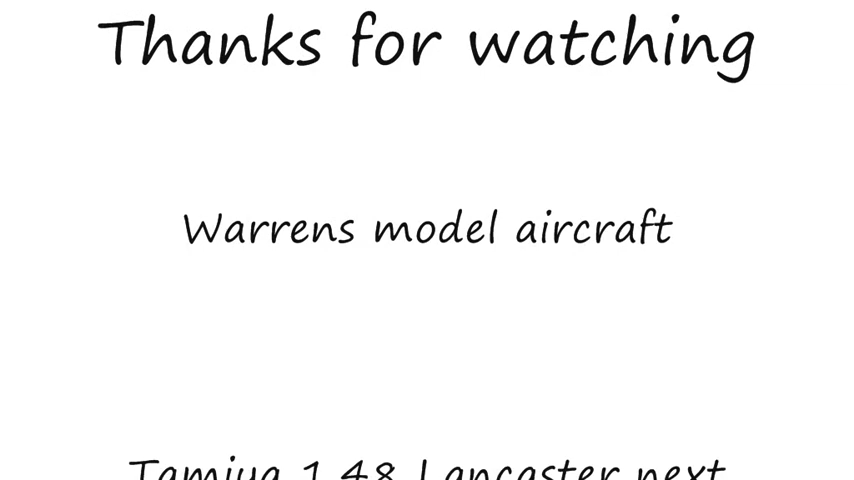 Thanks for watching
Warrens model aircraft
Tamiya 1 48 Lancaster next